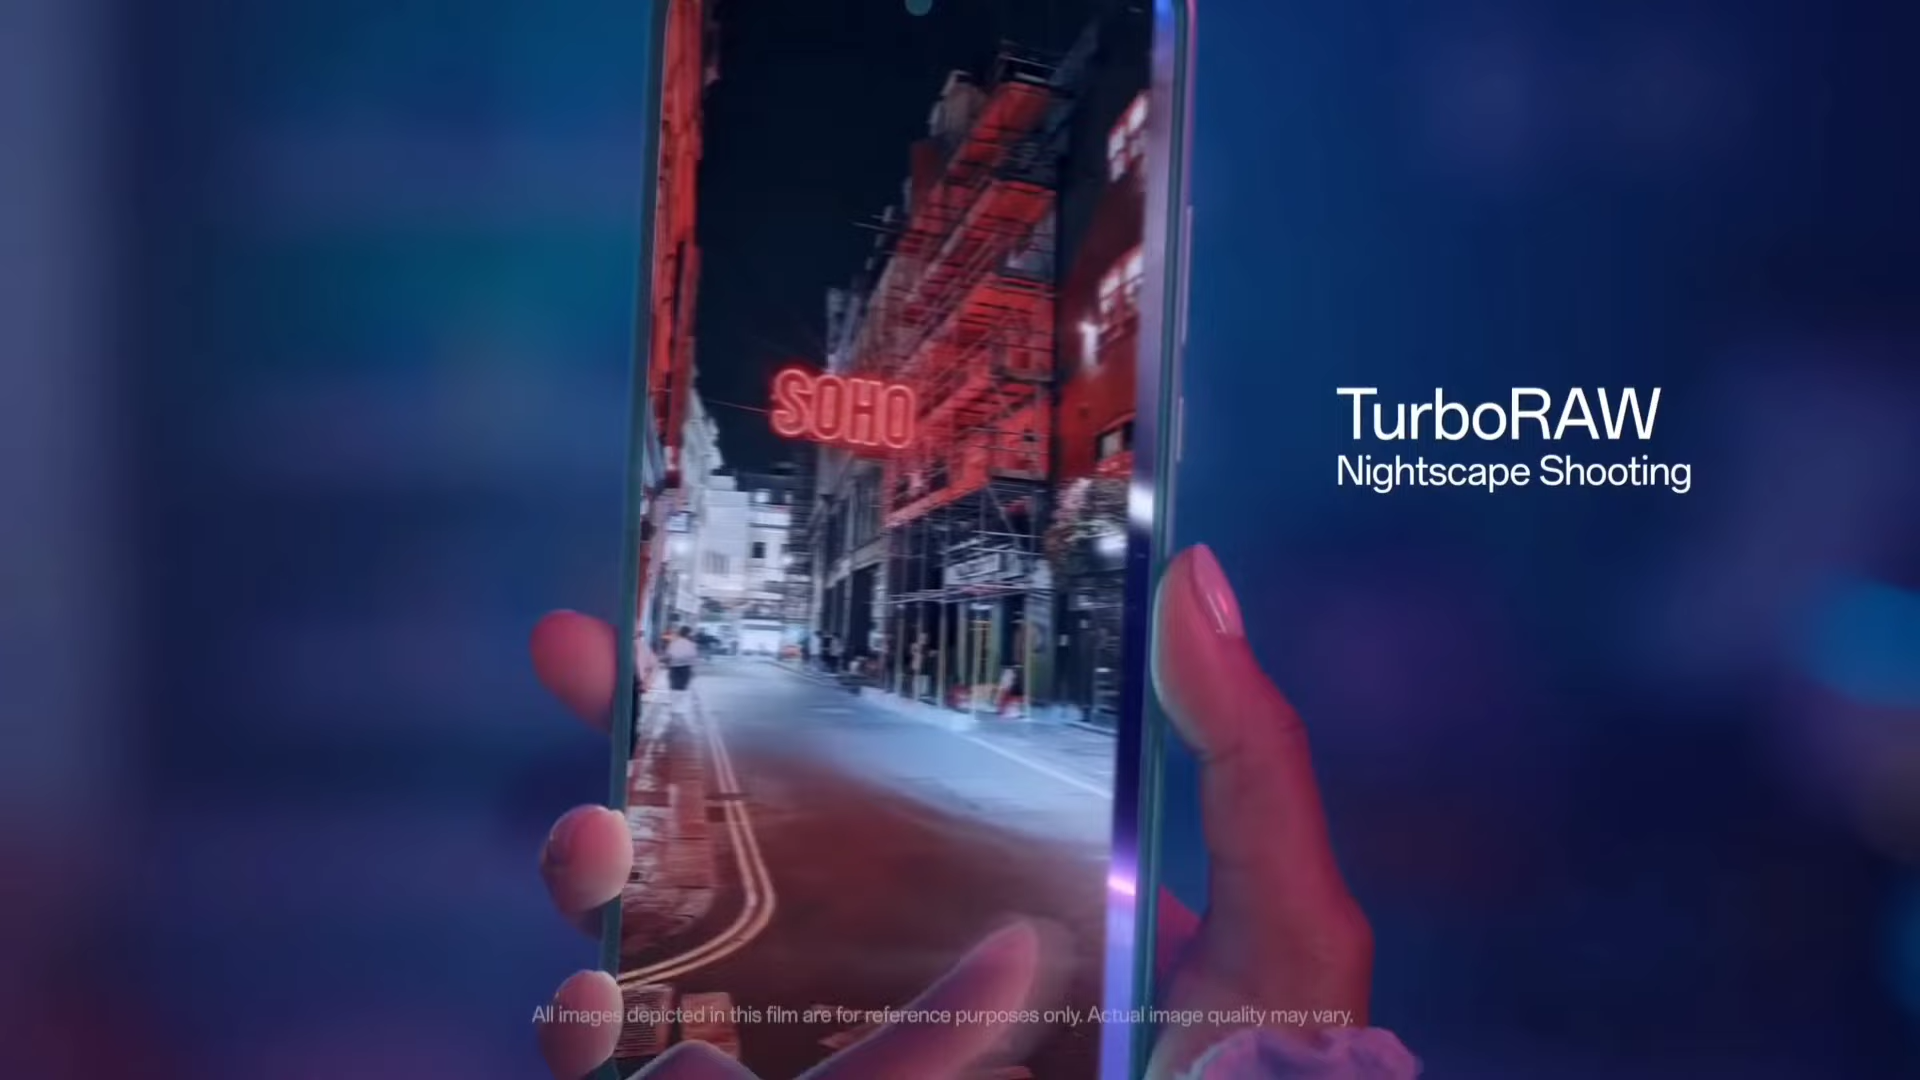 SOHO
TurboRAW
Nightscape Shooting
All images depicted in this film are for reference purposes only. Actual image quality may vary.